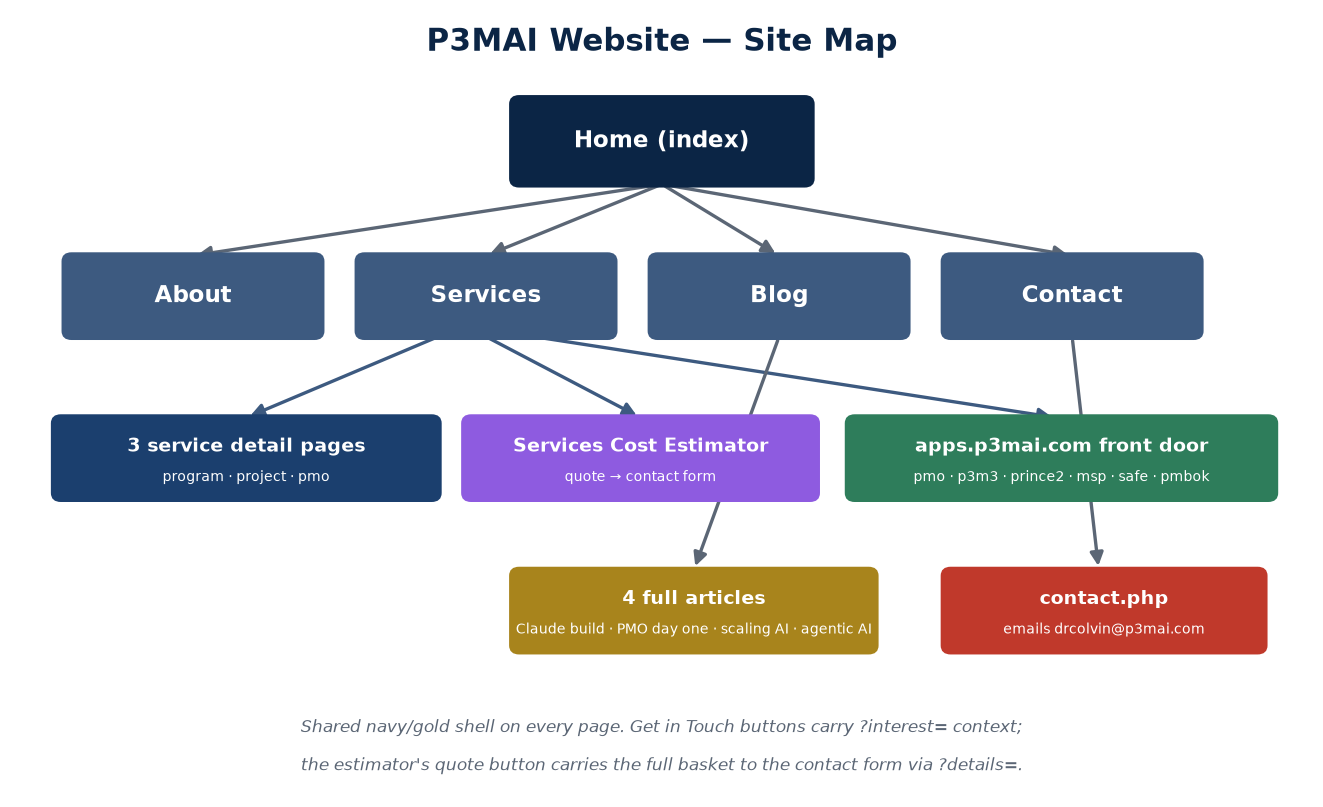 P3MAI Website — Site Map
Home (index)
About
Services
Blog
Contact
3 service detail pages
program · project · pmo
Services Cost Estimator
quote → contact form
apps.p3mai.com front door
pmo · p3m3 · prince2 · msp · safe · pmbok
4 full articles
Claude build · PMO day one · scaling AI · agentic AI
contact.php
emails drcolvin@p3mai.com
Shared navy/gold shell on every page. Get in Touch buttons carry ?interest= context;
the estimator's quote button carries the full basket to the contact form via ?details=.